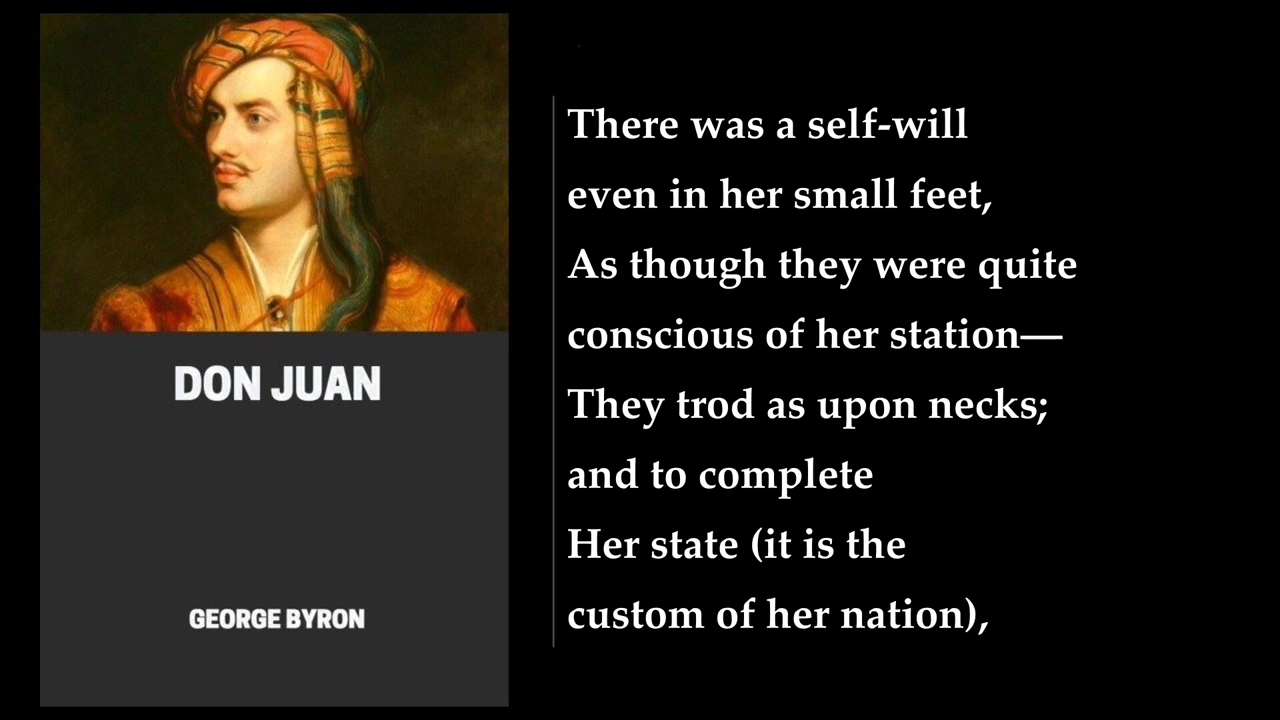 DON JUAN
GEORGE BYRON
There was a self-will
even in her small feet,
As though they were quite
conscious of her station—
They trod as upon necks;
and to complete
Her state (it is the
custom of her nation),